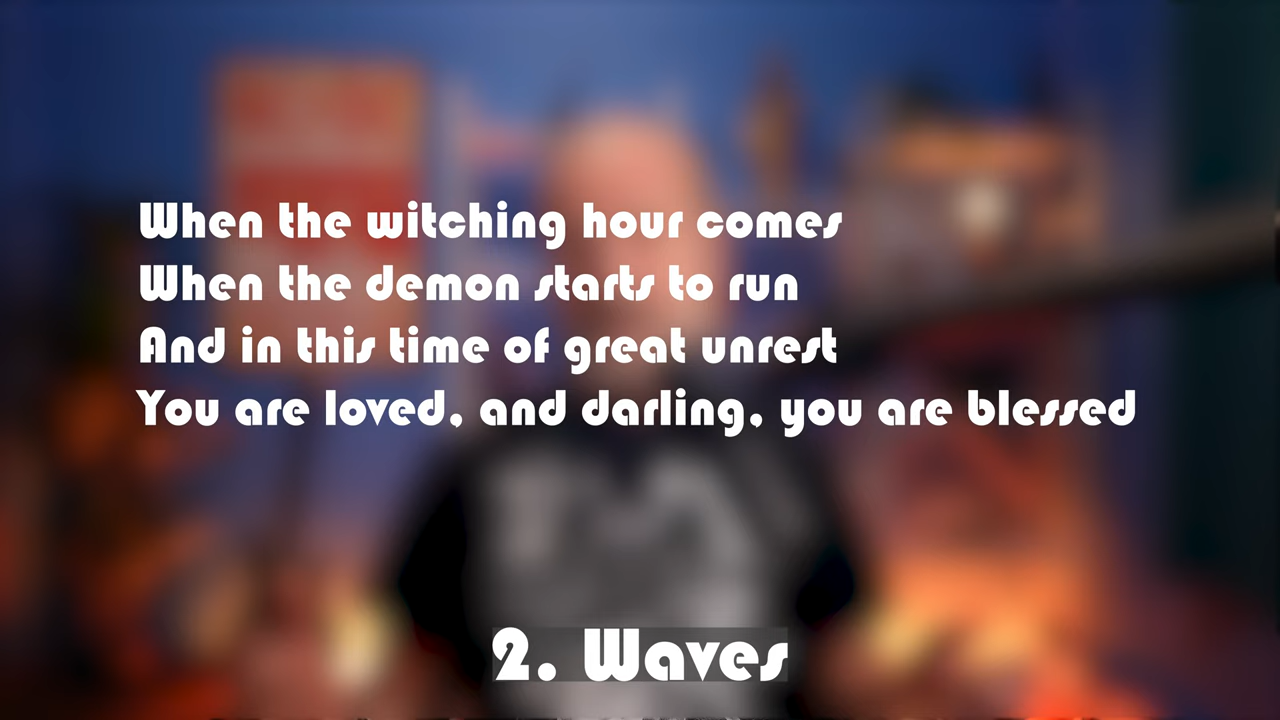 When the witching hour comes
When the demon starts to run
And in this time of great unrest
You are loved, and darling, you are blessed
2. Waves